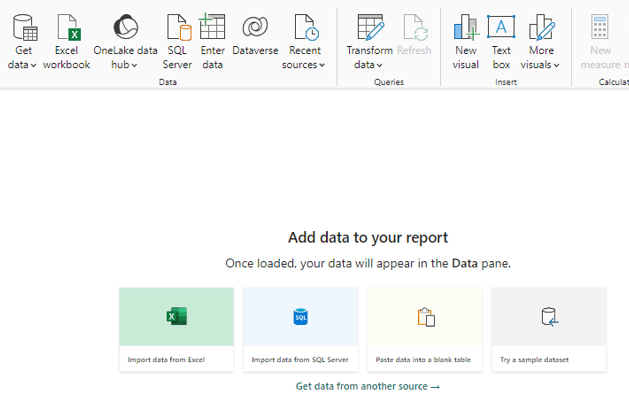 Get Excel OneLake data SQL Enter Dataverse Recent Transform Refresh New Text More New
data workbook hub Server data sources data visual box visuals measure
Data Queries Insert
Add data to your report
Once loaded, your data will appear in the Data pane.
X SQL
Import data from Excel Import data from SQL Server Paste data into a blank table Try a sample dataset
Get data from another source →